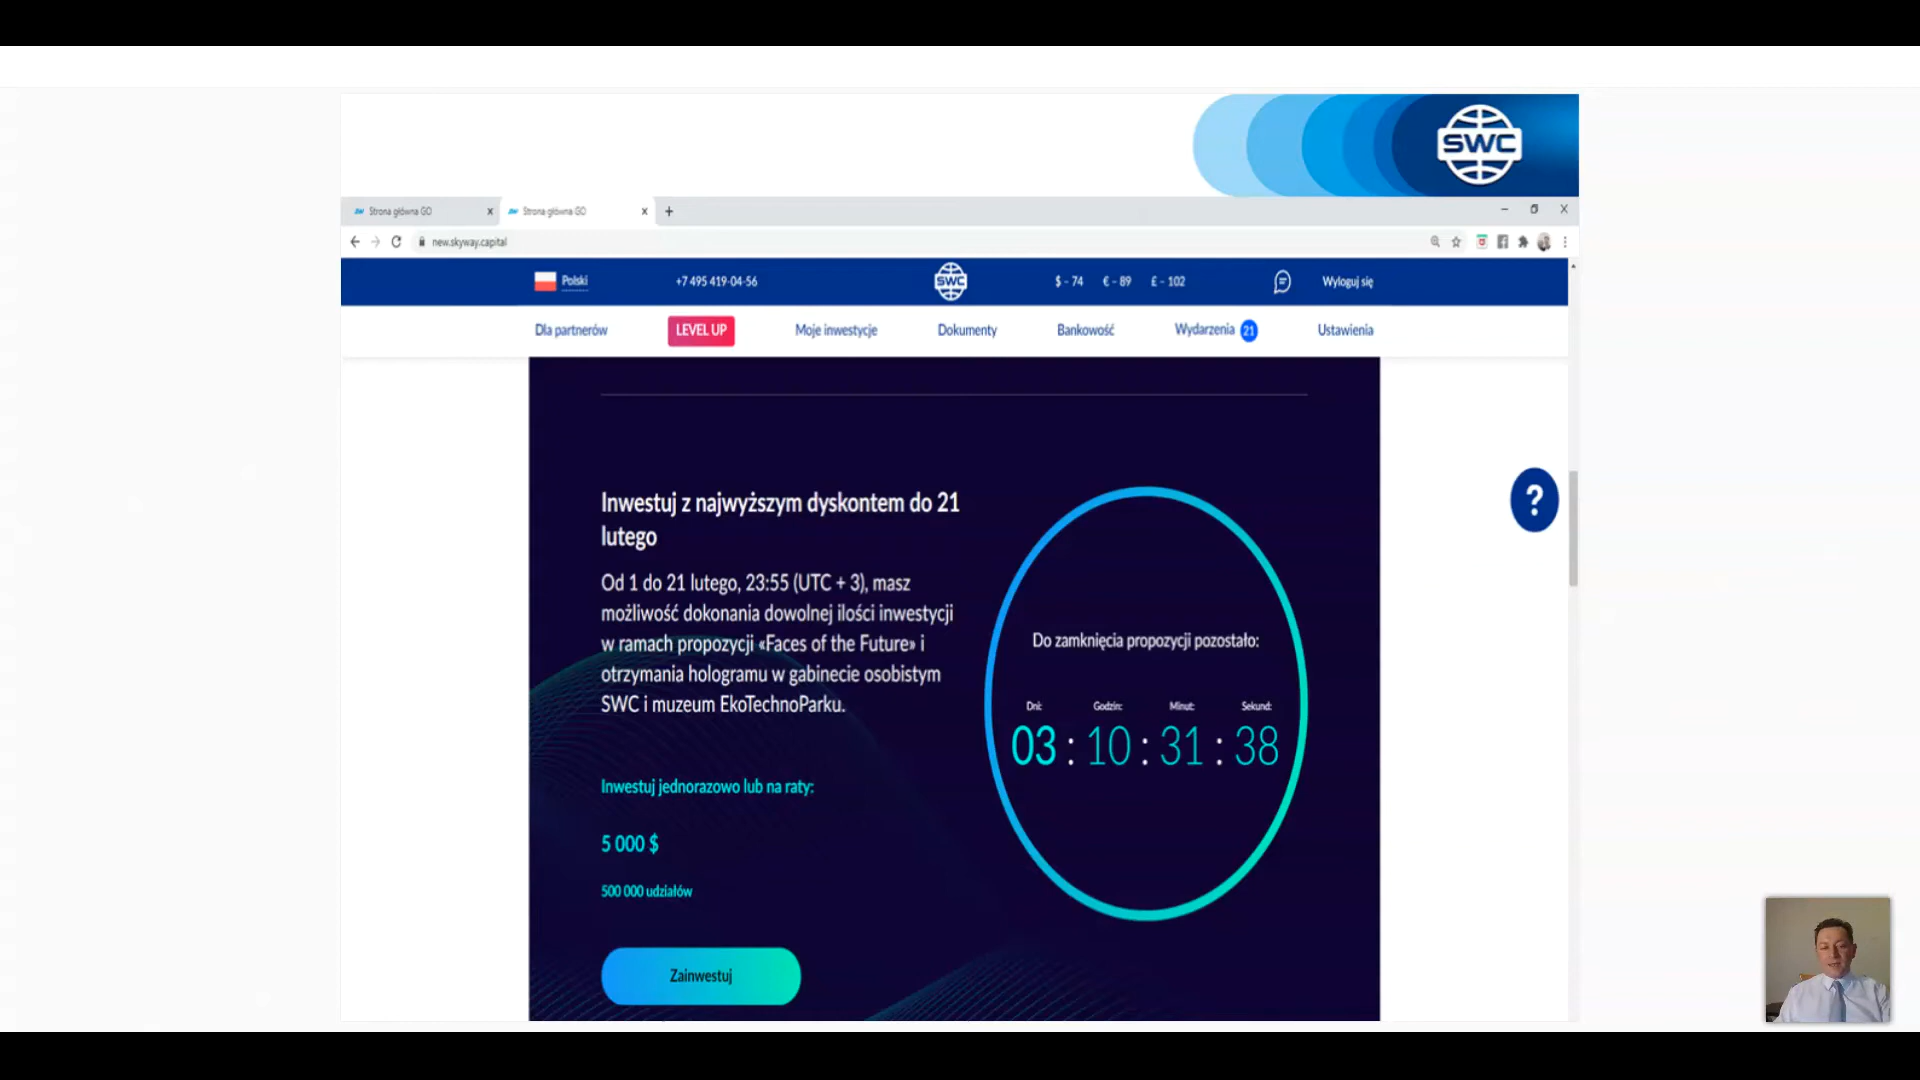 SWC
Strona główna GO
Strona główna GO
new.skyway.capital
Polski
+7 495 419-04-56
SWC
$ - 74 € - 89 £ - 102
Wyloguj się
Dla partnerów
LEVEL UP
Moje inwestycje
Dokumenty
Bankowość
Wydarzenia 21
Ustawienia
Inwestuj z najwyższym dyskontem do 21
lutego
Od 1 do 21 lutego, 23:55 (UTC + 3), masz
możliwość dokonania dowolnej ilości inwestycji
w ramach propozycji «Faces of the Future» i
otrzymania hologramu w gabinecie osobistym
SWC i muzeum EkoTechnoParku.
Inwestuj jednorazowo lub na raty:
5 000 $
500 000 udziałów
Zainwestuj
Do zamknięcia propozycji pozostało:
Dni: Godzin: Minut: Sekund:
03 : 10 : 31 : 38
?